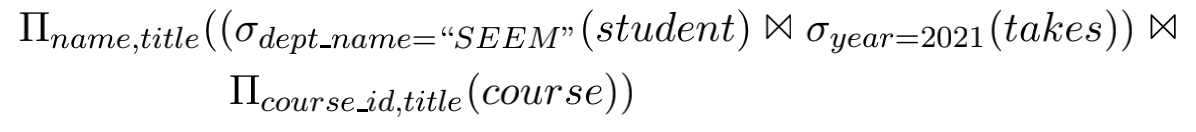 Π_{name,title}((σ_{dept_name=“SEEM”}(student) ⋈ σ_{year=2021}(takes)) ⋈
Π_{course_id,title}(course))